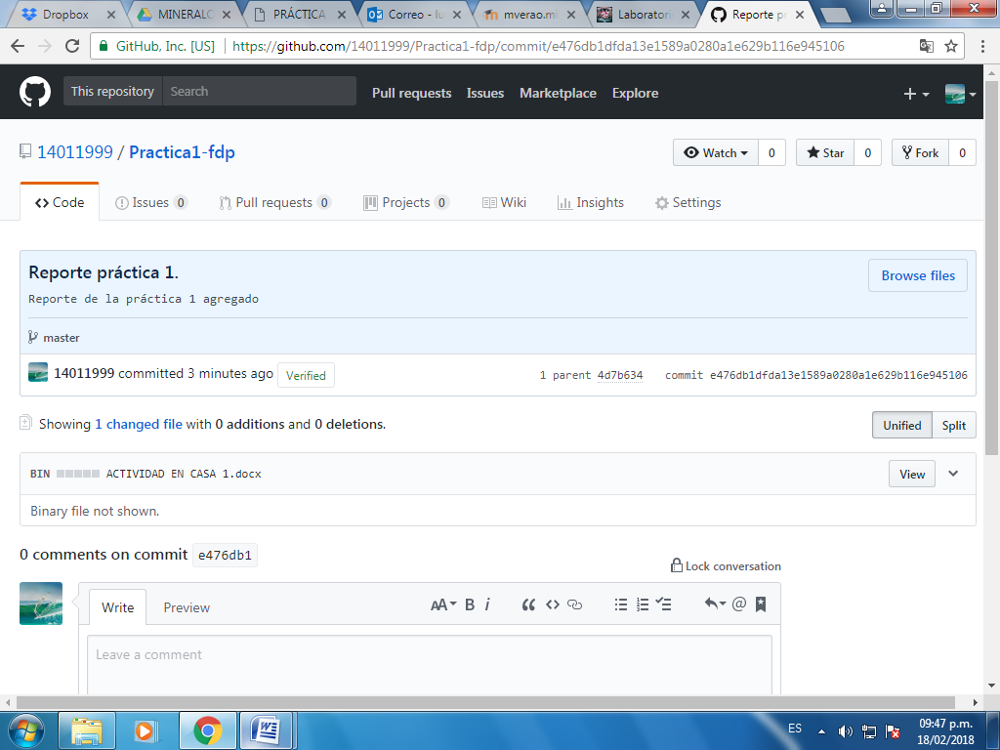 Dropbox
MINERALO
PRÁCTICA
Correo - lu
mverao.mi
Laboratori
Reporte pr
GitHub, Inc. [US] https://github.com/14011999/Practica1-fdp/commit/e476db1dfda13e1589a0280a1e629b116e945106
This repository Search Pull requests Issues Marketplace Explore
14011999 / Practica1-fdp
Watch 0 Star 0 Fork 0
Code Issues 0 Pull requests 0 Projects 0 Wiki Insights Settings
Reporte práctica 1.
Browse files
Reporte de la práctica 1 agregado
master
14011999 committed 3 minutes ago Verified 1 parent 4d7b634 commit e476db1dfda13e1589a0280a1e629b116e945106
Showing 1 changed file with 0 additions and 0 deletions.
Unified Split
BIN ACTIVIDAD EN CASA 1.docx View
Binary file not shown.
0 comments on commit e476db1
Lock conversation
Write Preview AA B i
Leave a comment
ES
09:47 p.m.
18/02/2018